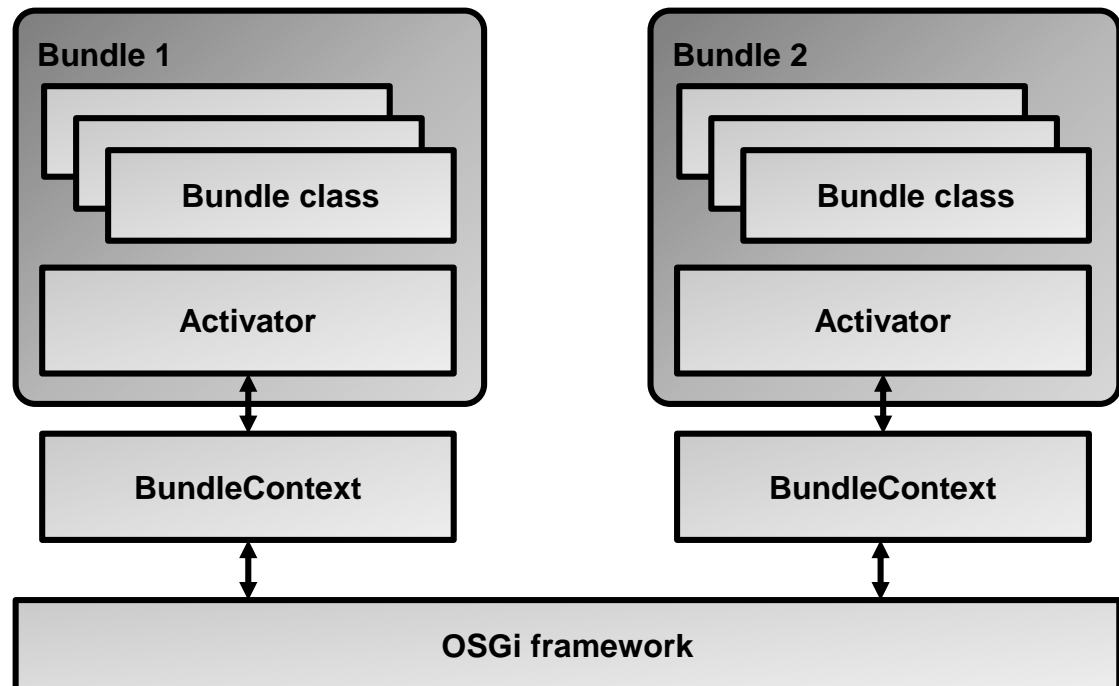 Bundle 1
Bundle class
Activator
BundleContext
Bundle 2
Bundle class
Activator
BundleContext
OSGi framework